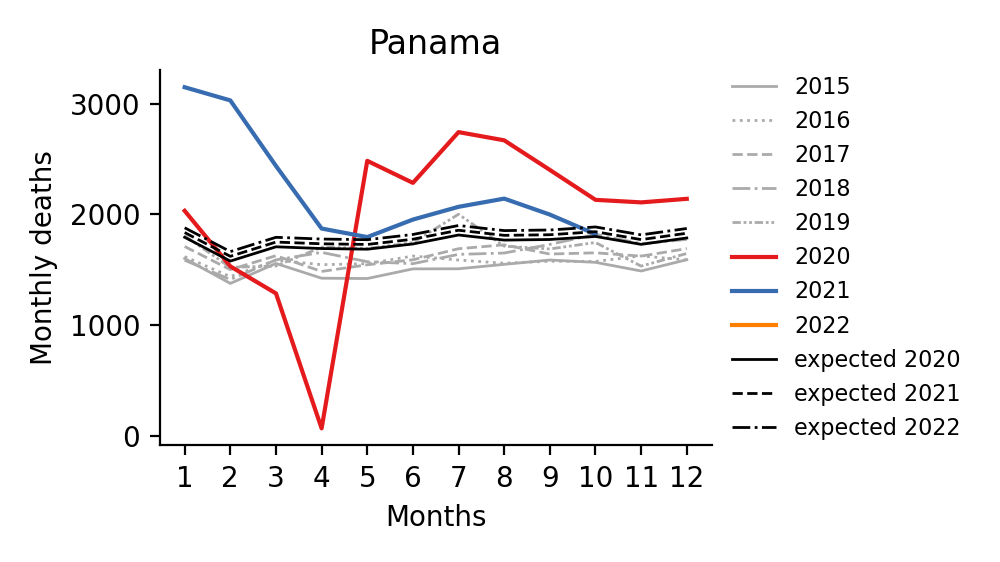 Panama
Monthly deaths
3000
2000
1000
0
1 2 3 4 5 6 7 8 9 10 11 12
Months
2015
2016
2017
2018
2019
2020
2021
2022
expected 2020
expected 2021
expected 2022